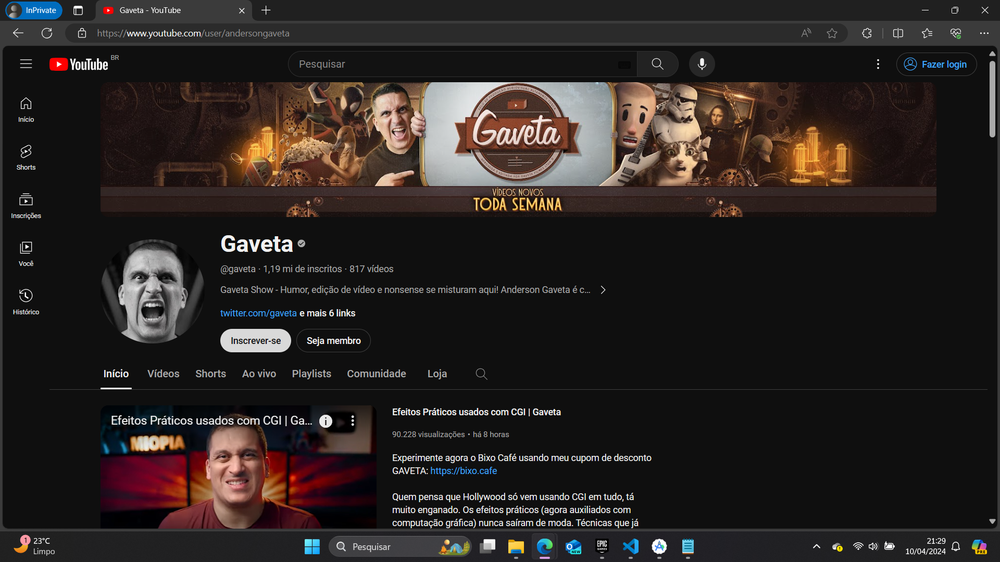 InPrivate
Gaveta - YouTube
https://www.youtube.com/user/andersongaveta
YouTube BR
Pesquisar
Fazer login
Início
Shorts
Inscrições
Você
Histórico
Gaveta
VÍDEOS NOVOS
TODA SEMANA
Gaveta
@gaveta · 1,19 mi de inscritos · 817 vídeos
Gaveta Show - Humor, edição de vídeo e nonsense se misturam aqui! Anderson Gaveta é c...
twitter.com/gaveta e mais 6 links
Inscrever-se
Seja membro
Início Vídeos Shorts Ao vivo Playlists Comunidade Loja
Efeitos Práticos usados com CGI | Ga...
MIOPIA
Efeitos Práticos usados com CGI | Gaveta
90.228 visualizações • há 8 horas
Experimente agora o Bixo Café usando meu cupom de desconto
GAVETA: https://bixo.cafe
Quem pensa que Hollywood só vem usando CGI em tudo, tá
muito enganado. Os efeitos práticos (agora auxiliados com
computação gráfica) nunca saíram de moda. Técnicas que já
1
23°C
Limpo
Pesquisar
NEW
EPIC
GAMES
PRE
21:29
10/04/2024